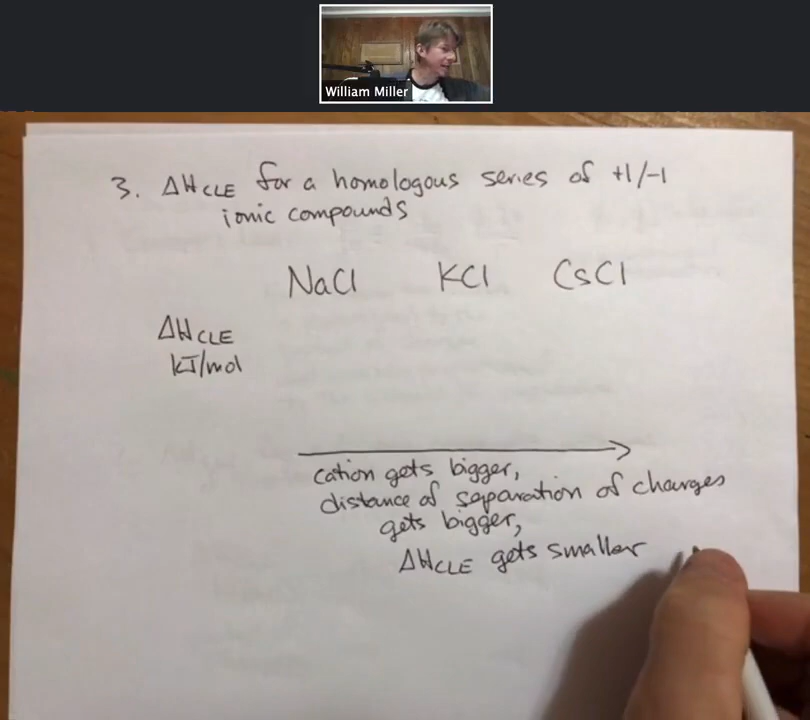 William Miller
3. ΔHCLE for a homologous series of +1/-1
ionic compounds
NaCl KCl CsCl
ΔHCLE
kJ/mol
cation gets bigger,
distance of separation of charges
gets bigger,
ΔHCLE gets smaller